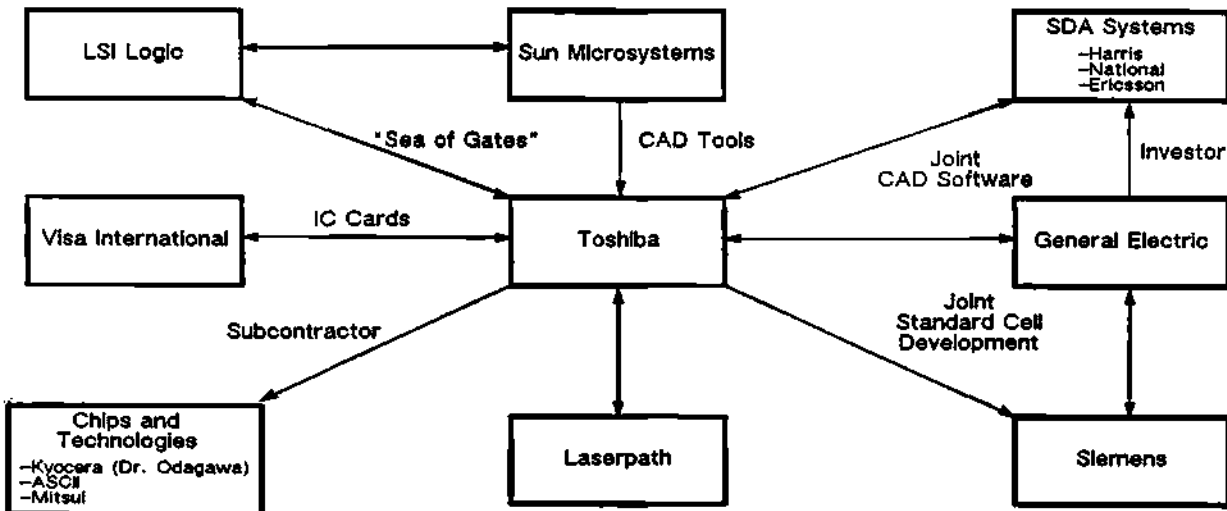 LSI Logic
Sun Microsystems
SDA Systems
–Harris
–National
–Ericsson
"Sea of Gates"
CAD Tools
Joint
CAD Software
Investor
Visa International
IC Cards
Toshiba
General Electric
Subcontractor
Joint
Standard Cell
Development
Chips and
Technologies
–Kyocera (Dr. Odagawa)
–ASCII
–Mitsui
Laserpath
Siemens